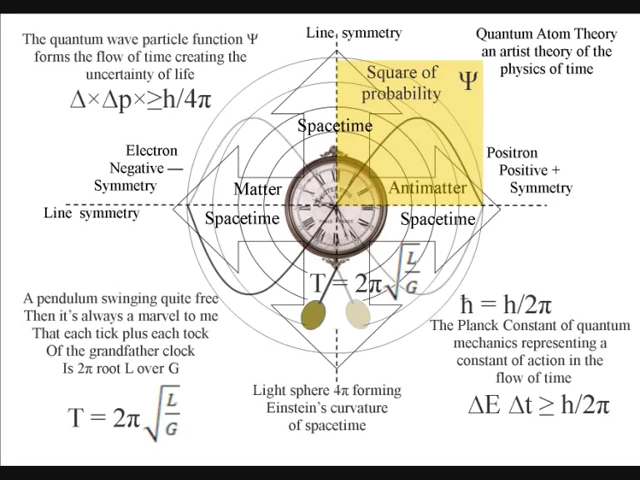 The quantum wave particle function Ψ
forms the flow of time creating the
uncertainty of life
Δ×Δp×≥h/4π
Line symmetry
Quantum Atom Theory
an artist theory of the
physics of time
Square of
probability
Ψ
Spacetime
Electron
Negative —
Symmetry
Positron
Positive +
Symmetry
Matter
Antimatter
Line symmetry
Spacetime
Spacetime
T = 2π√L/G
A pendulum swinging quite free
Then it's always a marvel to me
That each tick plus each tock
Of the grandfather clock
Is 2π root L over G
T = 2π√L/G
Light sphere 4π forming
Einstein's curvature
of spacetime
ħ = h/2π
The Planck Constant of quantum
mechanics representing a
constant of action in the
flow of time
ΔE Δt ≥ h/2π